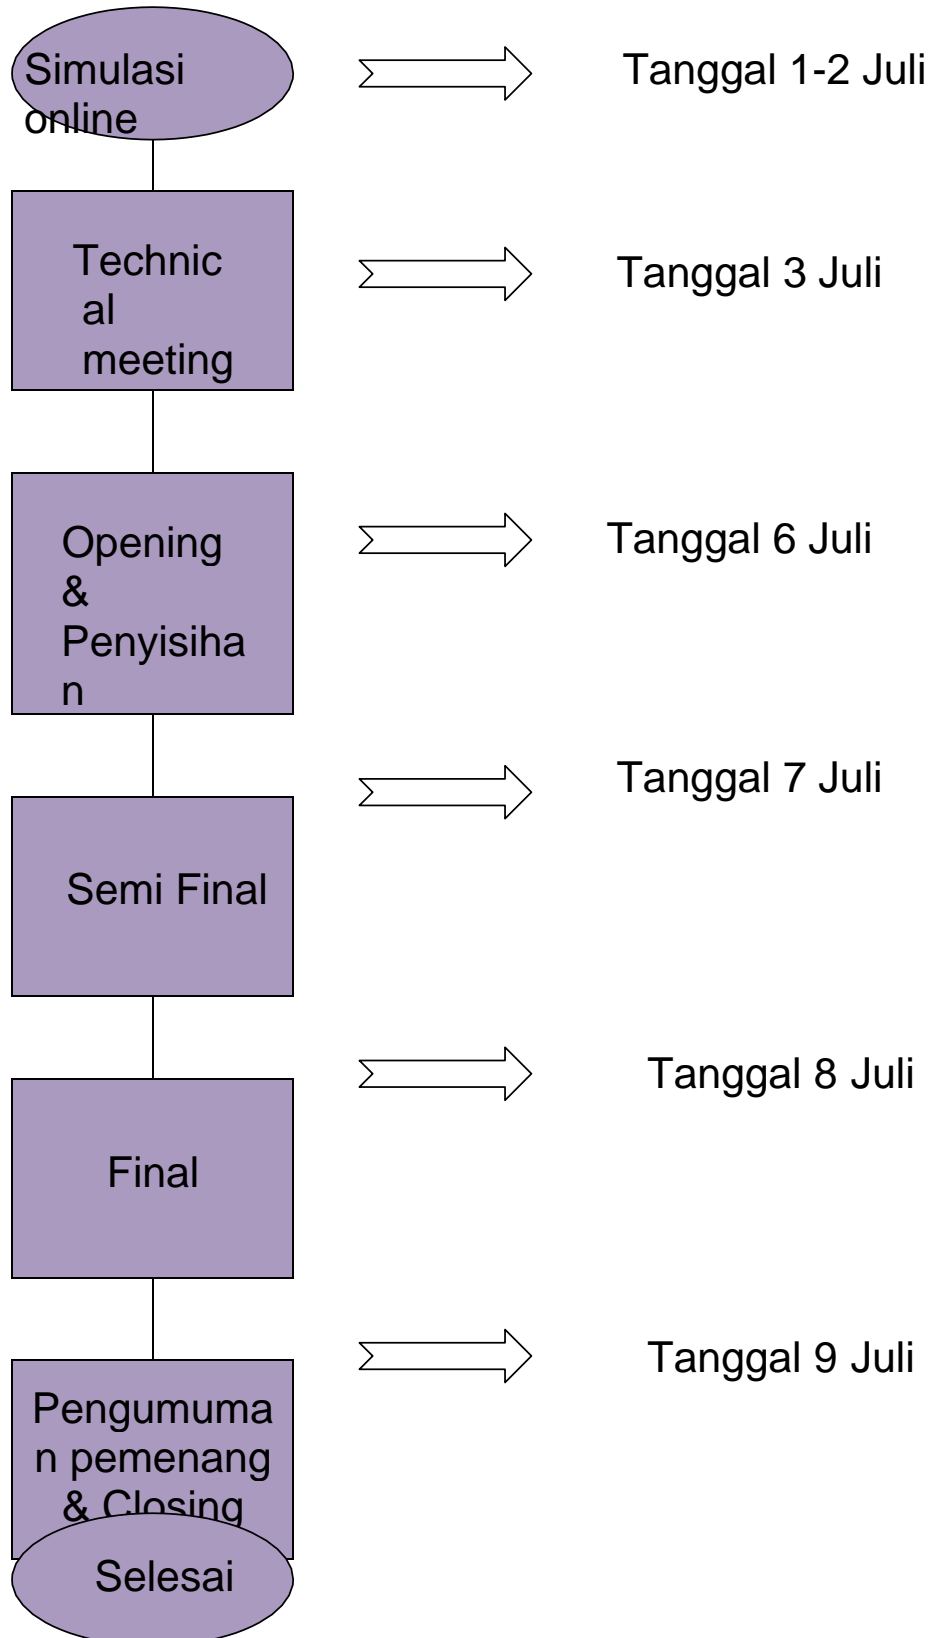 Simulasi
online
Tanggal 1-2 Juli
Technic
al
meeting
Tanggal 3 Juli
Opening
&
Penyisiha
n
Tanggal 6 Juli
Semi Final
Tanggal 7 Juli
Final
Tanggal 8 Juli
Pengumuma
n pemenang
& Closing
Tanggal 9 Juli
Selesai